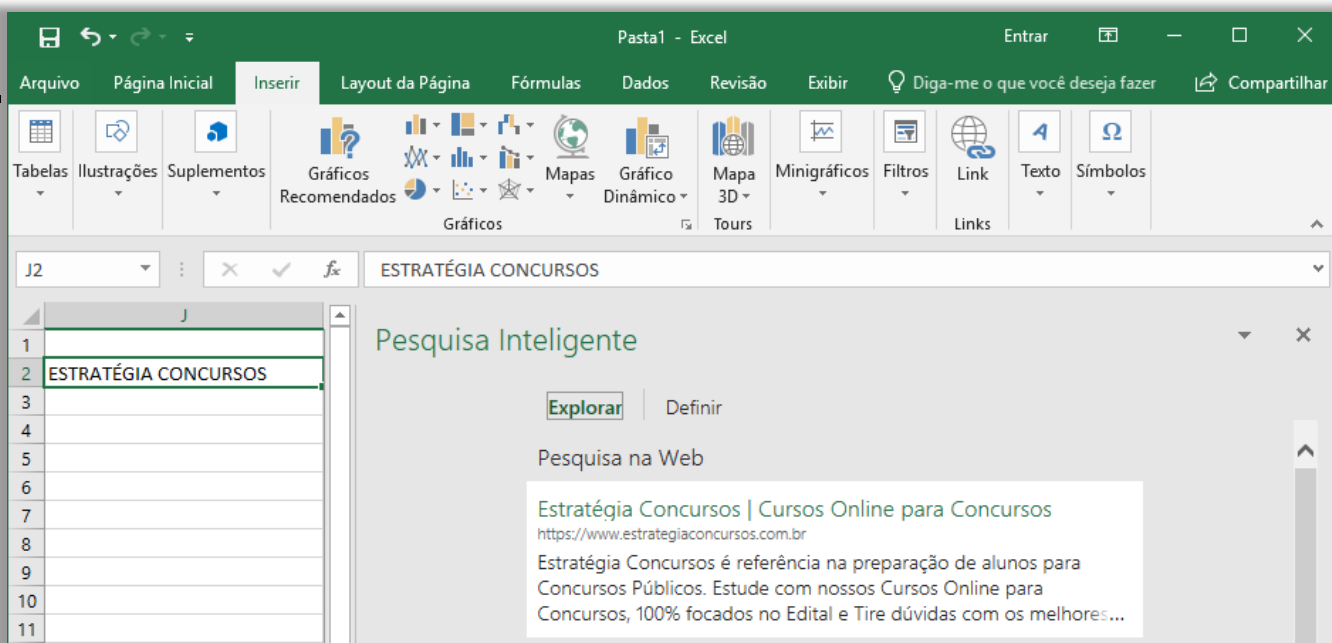 Pasta1 - Excel Entrar
Arquivo Página Inicial Inserir Layout da Página Fórmulas Dados Revisão Exibir Diga-me o que você deseja fazer Compartilhar
Tabelas Ilustrações Suplementos Gráficos Recomendados Mapas Gráfico Dinâmico Mapa 3D Minigráficos Filtros Link Texto Símbolos
Gráficos Tours Links
J2 fx ESTRATÉGIA CONCURSOS
J
1
2 ESTRATÉGIA CONCURSOS
3
4
5
6
7
8
9
10
11
Pesquisa Inteligente
Explorar Definir
Pesquisa na Web
Estratégia Concursos | Cursos Online para Concursos
https://www.estrategiaconcursos.com.br
Estratégia Concursos é referência na preparação de alunos para
Concursos Públicos. Estude com nossos Cursos Online para
Concursos, 100% focados no Edital e Tire dúvidas com os melhores...